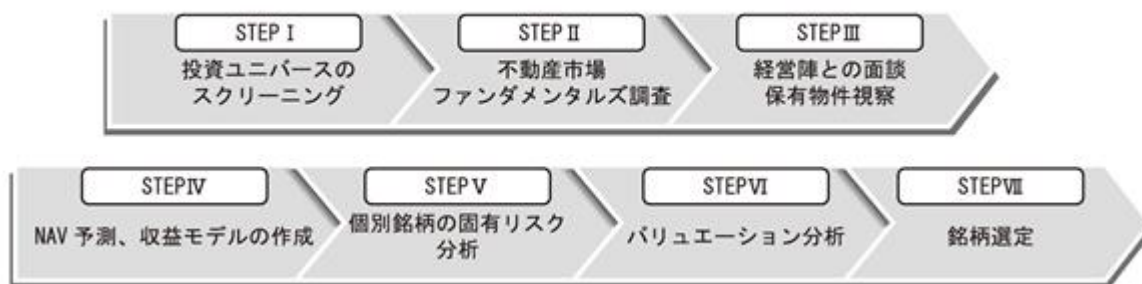 STEP Ⅰ
投資ユニバースの
スクリーニング
STEP Ⅱ
不動産市場
ファンダメンタルズ調査
STEPⅢ
経営陣との面談
保有物件視察
STEPⅣ
NAV 予測、収益モデルの作成
STEP Ⅴ
個別銘柄の固有リスク
分析
STEPⅥ
バリュエーション分析
STEPⅦ
銘柄選定